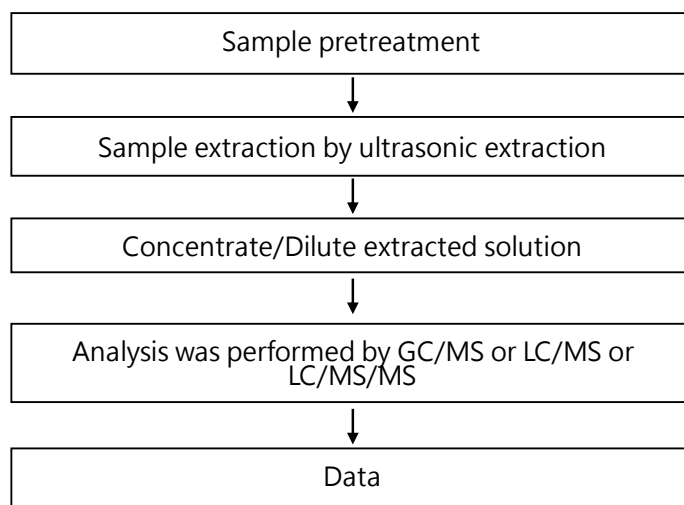 Sample pretreatment
Sample extraction by ultrasonic extraction
Concentrate/Dilute extracted solution
Analysis was performed by GC/MS or LC/MS or
LC/MS/MS
Data